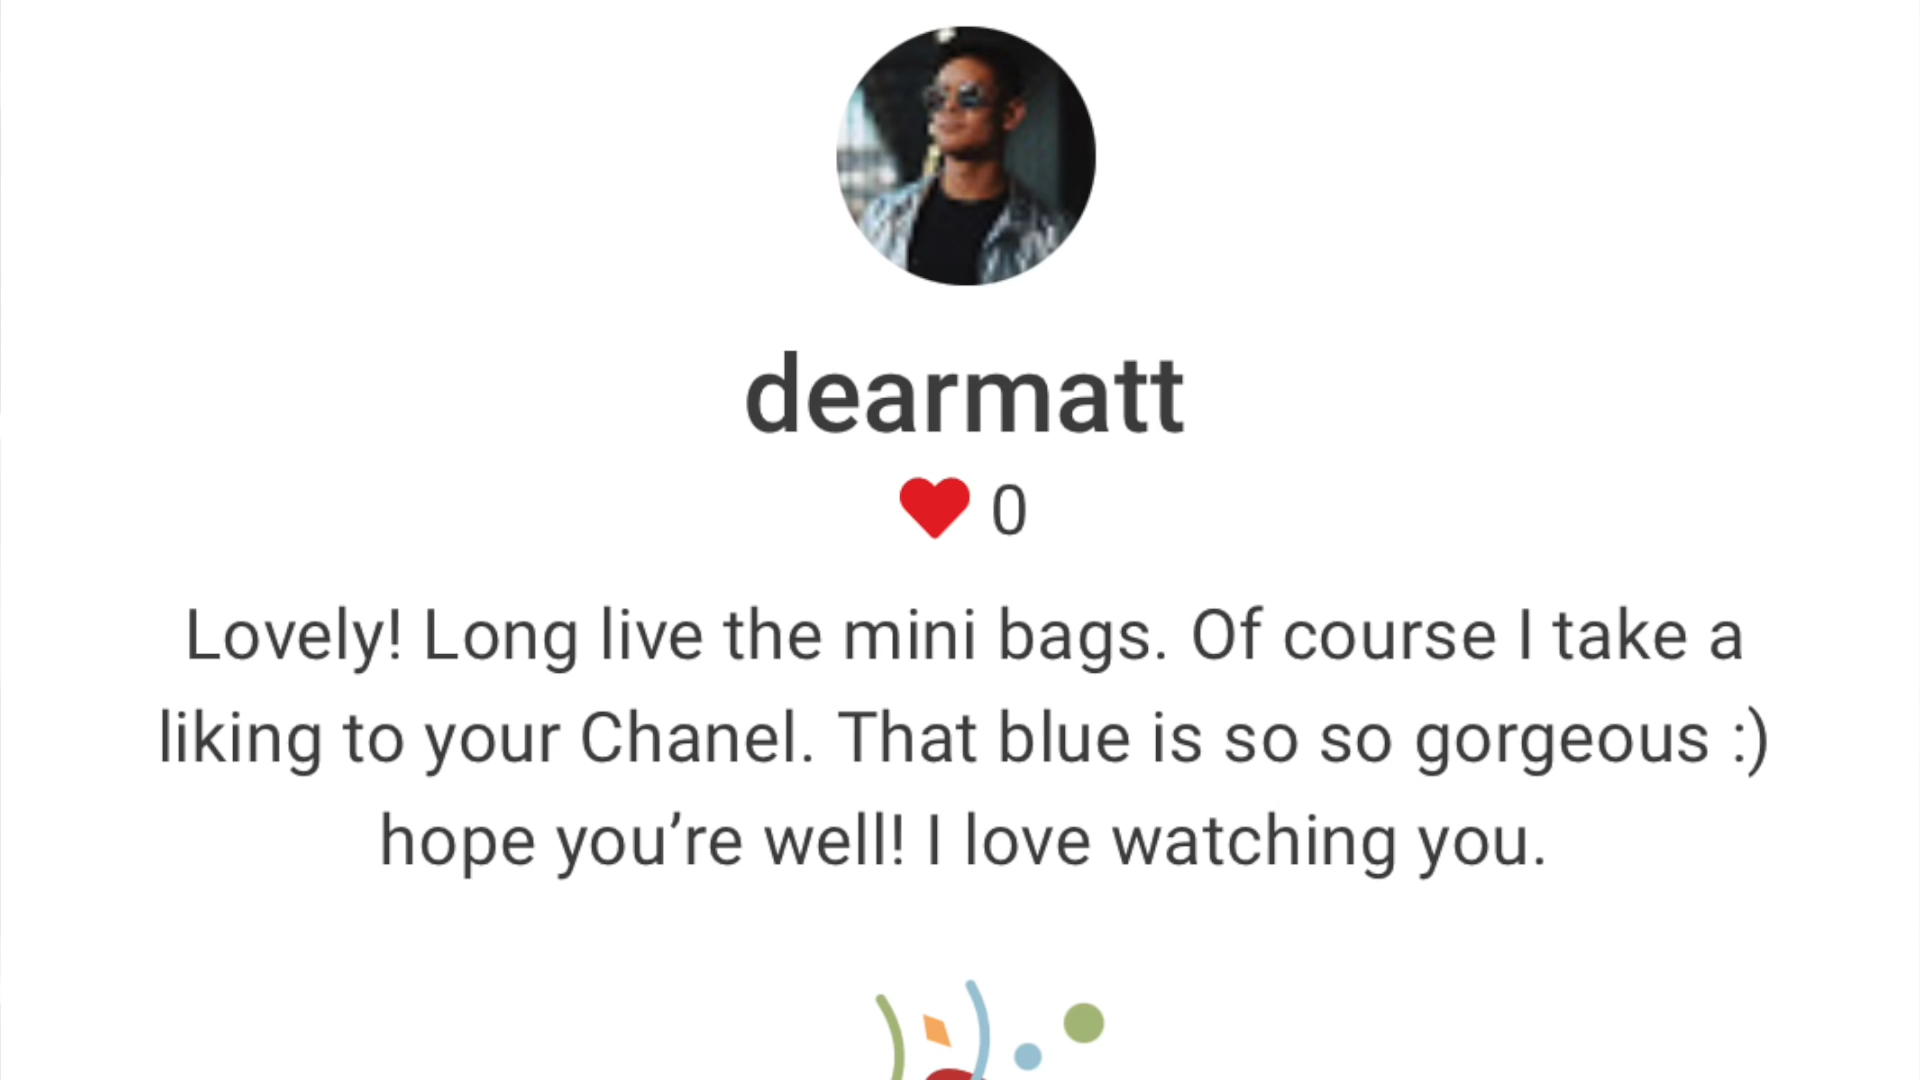 dearmatt
0
Lovely! Long live the mini bags. Of course I take a
liking to your Chanel. That blue is so so gorgeous :)
hope you’re well! I love watching you.